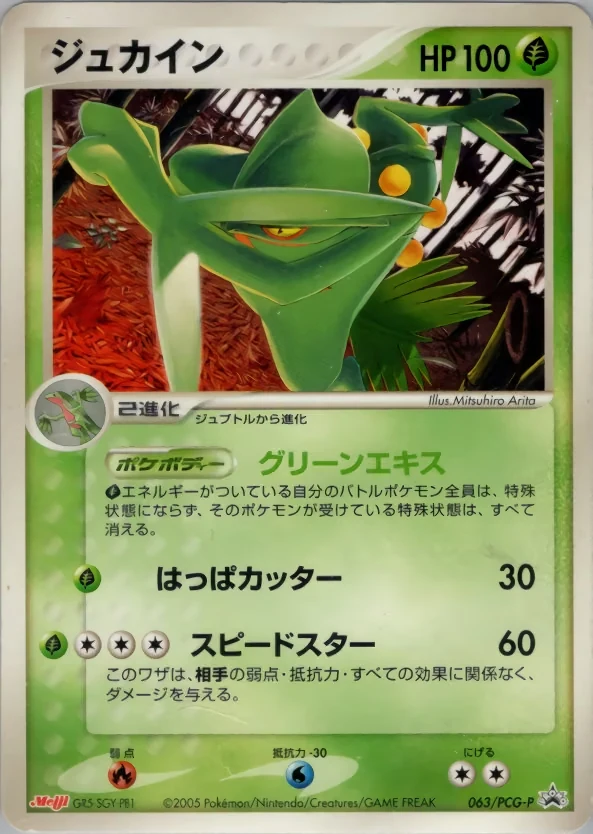 ジュカイン HP 100
Illus. Mitsuhiro Arita
2進化 ジュプトルから進化
ポケボディー グリーンエキス
エネルギーがついている自分のバトルポケモン全員は、特殊
状態にならず、そのポケモンが受けている特殊状態は、すべて
消える。
はっぱカッター 30
スピードスター 60
このワザは、相手の弱点・抵抗力・すべての効果に関係なく、
ダメージを与える。
弱点 抵抗力 -30 にげる
Meiji GR5-SGY-PB1 ©2005 Pokémon/Nintendo/Creatures/GAME FREAK 063/PCG-P